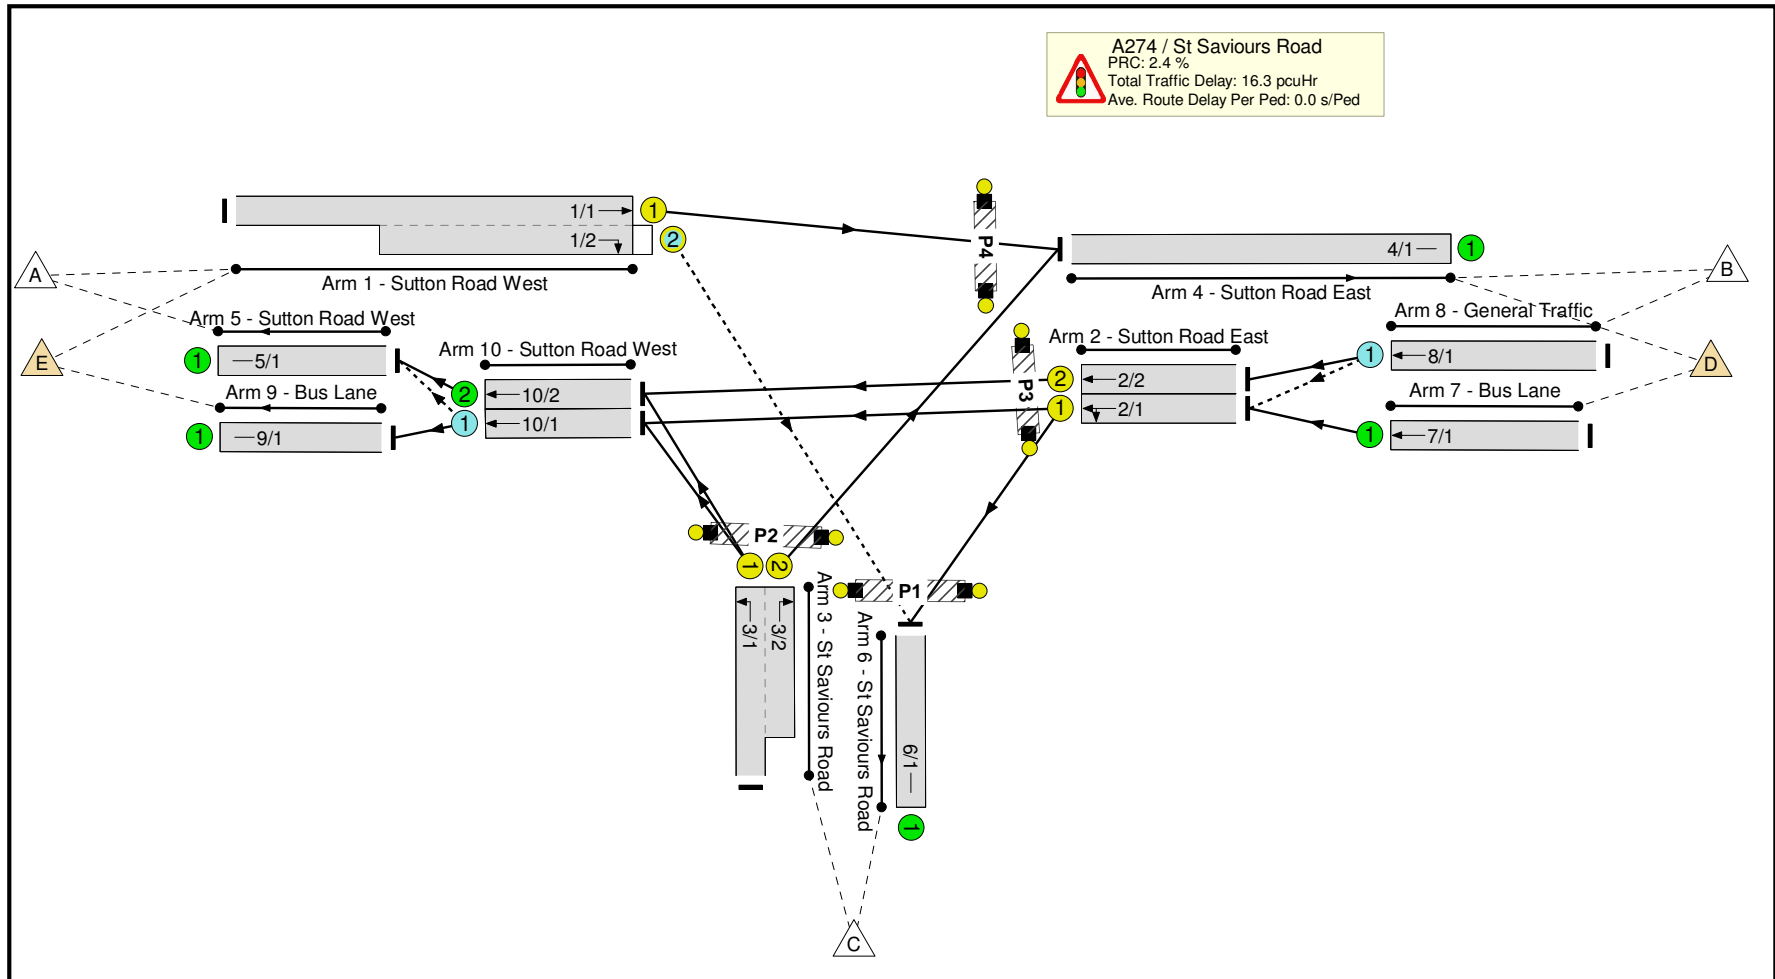 A274 / St Saviours Road
PRC: 2.4 %
Total Traffic Delay: 16.3 pcuHr
Ave. Route Delay Per Ped: 0.0 s/Ped
1/1
1
1/2
2
P4
4/1
1
A
B
Arm 1 - Sutton Road West
Arm 4 - Sutton Road East
Arm 5 - Sutton Road West
Arm 8 - General Traffic
Arm 10 - Sutton Road West
Arm 2 - Sutton Road East
E
1
5/1
1
8/1
D
P3
2
2/2
2
10/2
Arm 9 - Bus Lane
Arm 7 - Bus Lane
1
2/1
1
10/1
1
9/1
1
7/1
P2
1
2
P1
3/1
3/2
Arm 3 - St Saviours Road
Arm 6 - St Saviours Road
6/1
1
C